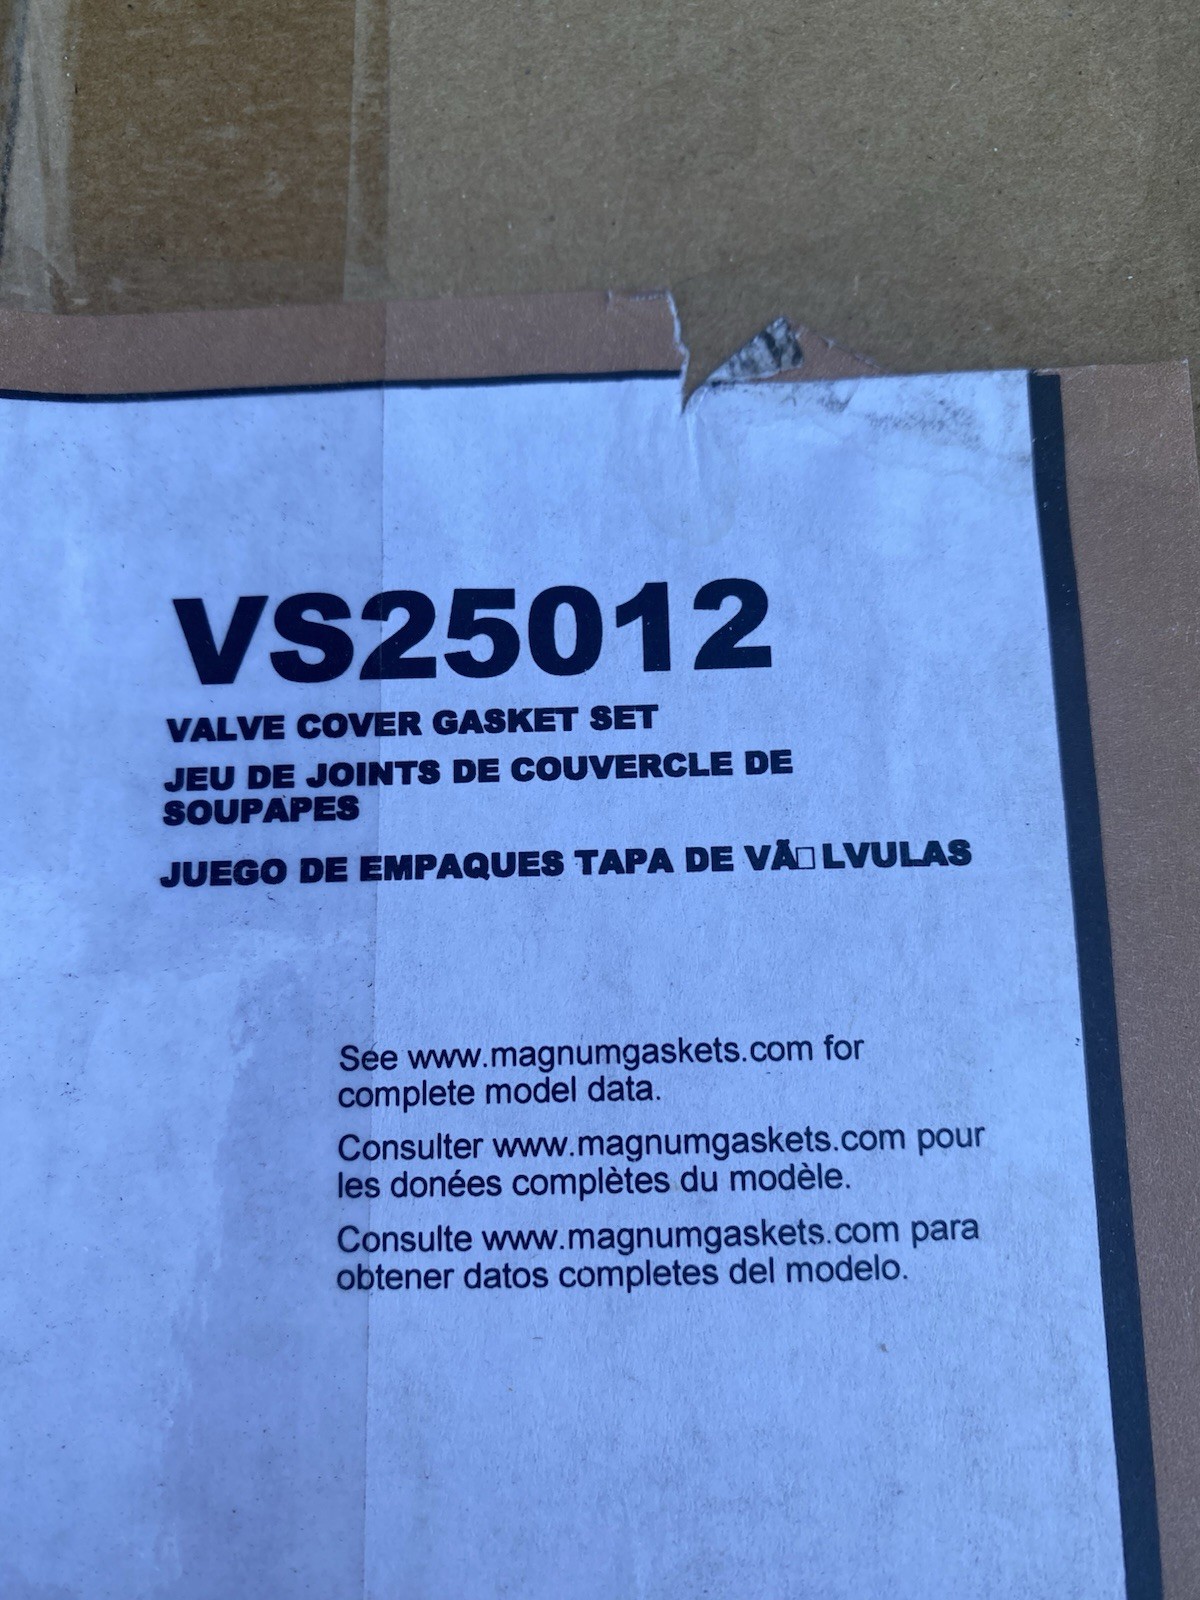 VS25012
VALVE COVER GASKET SET
JEU DE JOINTS DE COUVERCLE DE
SOUPAPES
JUEGO DE EMPAQUES TAPA DE VÃ□LVULAS
See www.magnumgaskets.com for
complete model data.
Consulter www.magnumgaskets.com pour
les donées complètes du modèle.
Consulte www.magnumgaskets.com para
obtener datos completes del modelo.